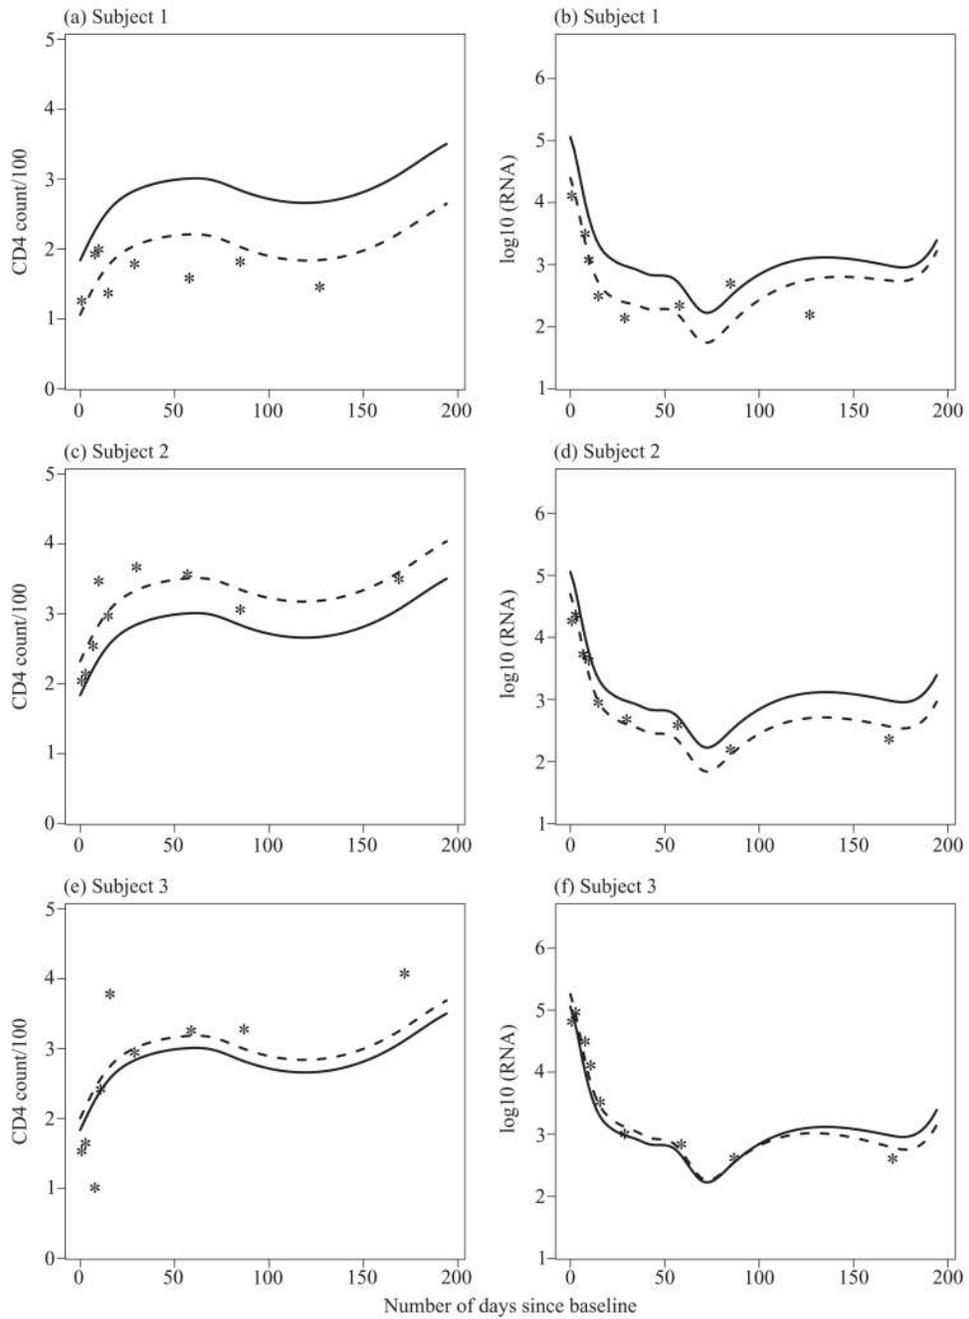 (a) Subject 1
(b) Subject 1
5
4
3
2
1
0
CD4 count/100
0 50 100 150 200
6
5
4
3
2
1
log10 (RNA)
0 50 100 150 200
(c) Subject 2
(d) Subject 2
5
4
3
2
1
0
CD4 count/100
0 50 100 150 200
6
5
4
3
2
1
log10 (RNA)
0 50 100 150 200
(e) Subject 3
(f) Subject 3
5
4
3
2
1
0
CD4 count/100
0 50 100 150 200
6
5
4
3
2
1
log10 (RNA)
0 50 100 150 200
Number of days since baseline